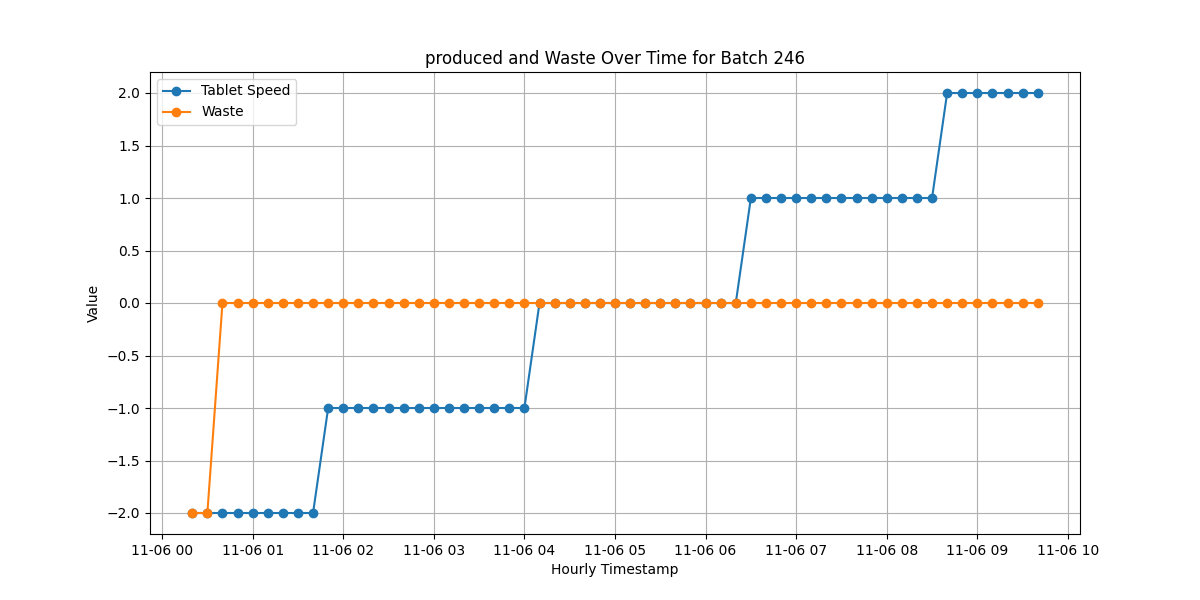 produced and Waste Over Time for Batch 246
Tablet Speed
Waste
2.0
1.5
1.0
0.5
0.0
−0.5
−1.0
−1.5
−2.0
Value
11-06 00 11-06 01 11-06 02 11-06 03 11-06 04 11-06 05 11-06 06 11-06 07 11-06 08 11-06 09 11-06 10
Hourly Timestamp